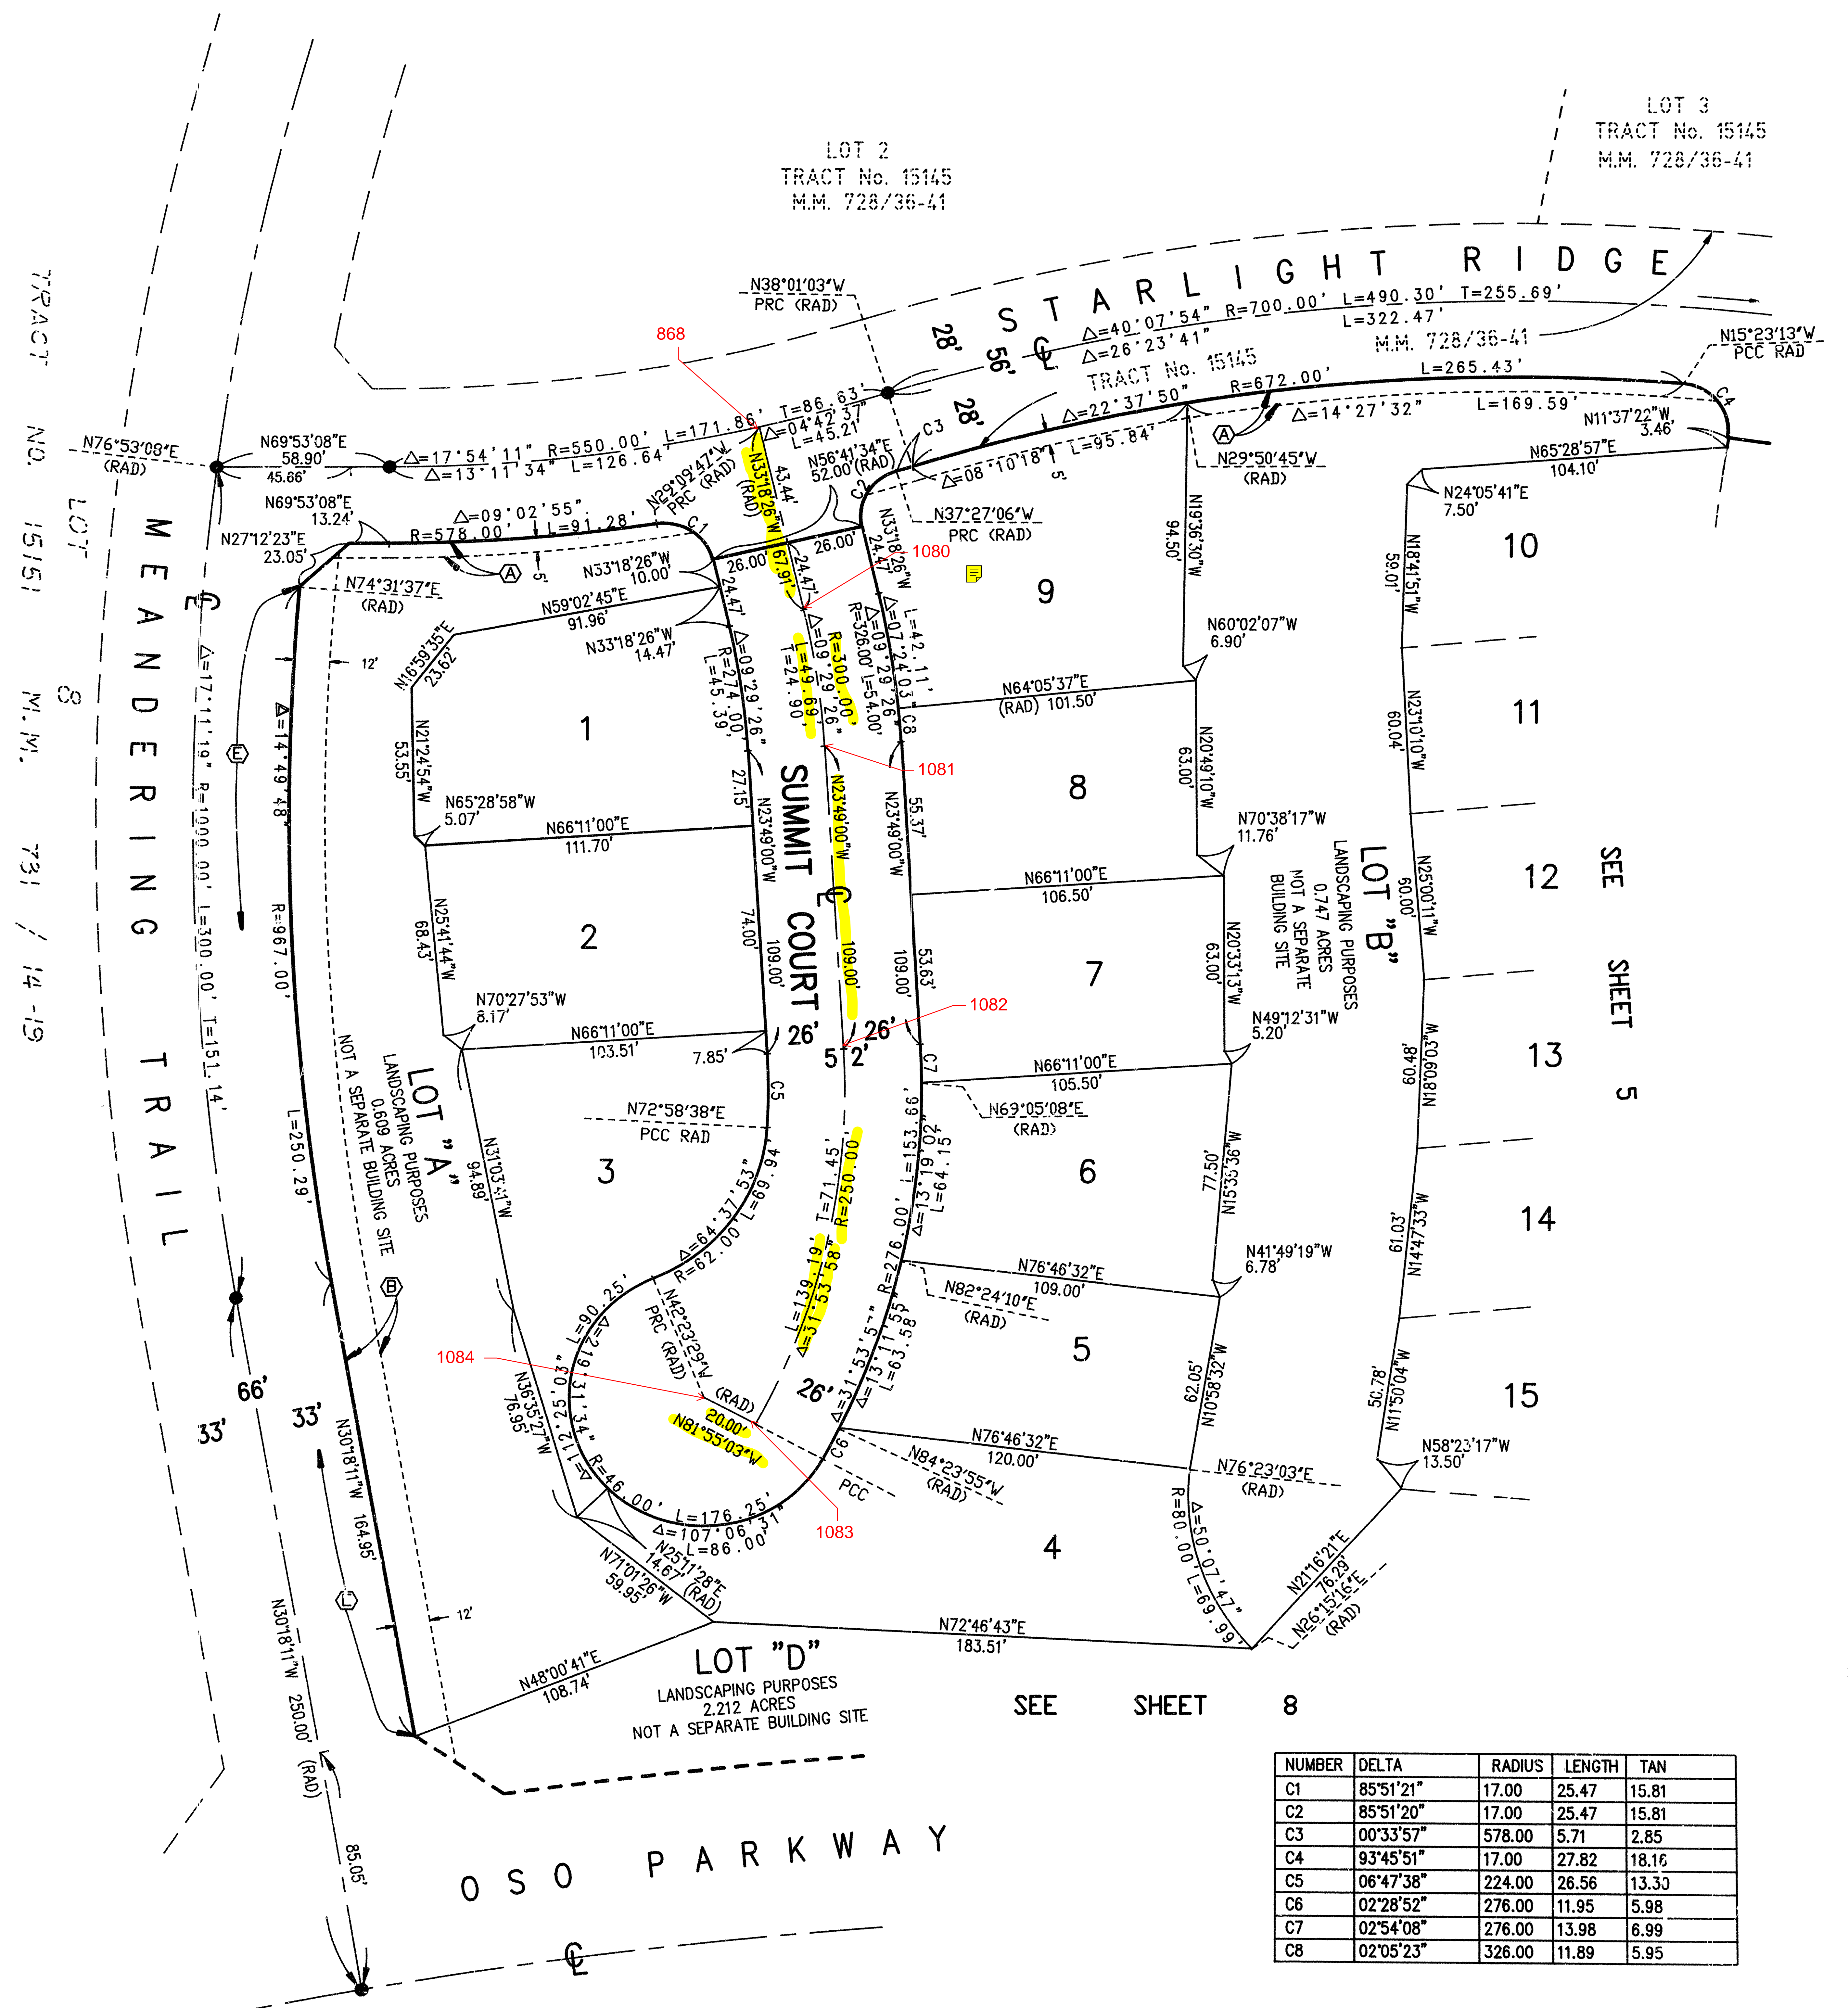 LOT 2
TRACT No. 15145
M.M. 728/36-41
LOT 3
TRACT No. 15145
M.M. 728/36-41
STARLIGHT RIDGE
28' 56' ℄ 28'
Δ=40°07'54" R=700.00' L=490.30' T=255.69'
Δ=26°23'41" L=322.47'
TRACT No. 15145
M.M. 728/36-41
N38°01'03"W
PRC (RAD)
868
N15°23'13"W
PCC RAD
R=672.00' L=265.43'
Δ=22°37'50"
Δ=14°27'32" L=169.59'
C4
N11°37'22"W
3.46'
N65°28'57"E
104.10'
N24°05'41"E
7.50'
Δ=08°10'18" L=95.84'
5'
A
N29°50'45"W
(RAD)
C3
C2
N37°27'06"W
PRC (RAD)
N76°53'08"E
(RAD)
N69°53'08"E
58.90'
45.66'
Δ=17°54'11" R=550.00' L=171.86' T=86.63'
Δ=13°11'34" L=126.64'
Δ=04°42'37"
L=45.21'
N69°53'08"E
13.24'
N27°12'23"E
23.05'
Δ=09°02'55"
R=578.00' L=91.28'
5'
A
N29°09'47"W
PRC (RAD)
C1
N33°18'26"W
(RAD)
67.91'
43.44'
N56°41'34"E
52.00'(RAD)
26.00' 26.00'
24.47'
1080
N33°18'26"W
24.47'
N33°18'26"W
10.00'
N74°31'37"E
(RAD)
N59°02'45"E
91.96'
N16°59'35"E
23.62'
N33°18'26"W
14.47'
24.47'
12'
Δ=09°29'26"
R=274.00'
L=45.39'
R=300.00'
Δ=09°29'26"
L=49.69'
T=24.90'
L=42.11'
Δ=07°24'03"
Δ=09°29'26"
R=326.00' L=54.00'
C8
1081
N64°05'37"E
(RAD) 101.50'
N19°36'30"W
94.50'
N60°02'07"W
6.90'
9
10
N18°41'51"W
59.01'
1
N21°24'54"W
53.55'
N65°28'58"W
5.07'
N66°11'00"E
111.70'
27.15'
N23°49'00"W
74.00'
109.00'
SUMMIT COURT
N23°49'00"W
℄
109.00'
N23°49'00"W
55.37'
53.63'
109.00'
8
N20°49'10"W
63.00'
N70°38'17"W
11.76'
N66°11'00"E
106.50'
11
N23°10'10"W
60.04'
LOT "B"
LANDSCAPING PURPOSES
0.747 ACRES
NOT A SEPARATE
BUILDING SITE
12
N25°00'11"W
60.00'
SEE SHEET 5
2
N25°41'44"W
68.43'
N70°27'53"W
8.17'
N66°11'00"E
103.51'
7.85'
26' 26'
52'
1082
7
N20°33'13"W
63.00'
N49°12'31"W
5.20'
C7
N66°11'00"E
105.50'
N69°05'08"E
(RAD)
13
N18°09'03"W
60.48'
C5
N72°58'38"E
PCC RAD
3
N31°03'41"W
94.89'
LOT "A"
LANDSCAPING PURPOSES
0.609 ACRES
NOT A SEPARATE BUILDING SITE
B
Δ=64°37'53"
R=62.00' L=69.94'
T=71.45'
R=250.00'
L=139.19'
Δ=31°53'58"
R=276.00' L=153.66'
Δ=31°53'57"
Δ=13°19'02"
L=64.15'
6
N15°35'36"W
77.50'
N41°49'19"W
6.78'
14
N14°47'33"W
61.03'
N76°46'32"E
109.00'
N82°24'10"E
(RAD)
Δ=13°11'55"
L=63.58'
5
N10°58'32"W
62.05'
15
N11°50'04"W
50.78'
N58°23'17"W
13.50'
N42°23'29"W
PRC (RAD)
L=60.25'
Δ=219°31'34"
Δ=112°25'03"
R=46.00' L=176.25'
Δ=107°06'31"
L=86.00'
1084
(RAD)
20.00'
N81°55'03"W
26'
1083
C6
PCC
N84°23'55"W
(RAD)
N76°46'32"E
120.00'
N76°23'03"E
(RAD)
4
Δ=50°07'47"
R=80.00' L=69.99'
N21°16'21"E
76.29'
N26°15'16"E
(RAD)
N36°35'27"W
76.95'
N25°11'28"E
14.67' (RAD)
N71°01'26"W
59.95'
N72°46'43"E
183.51'
N48°00'41"E
108.74'
LOT "D"
LANDSCAPING PURPOSES
2.212 ACRES
NOT A SEPARATE BUILDING SITE
SEE SHEET 8
TRACT NO. 15151 M.M. 731 / 14-19
LOT 8
MEANDERING TRAIL
℄
Δ=17°11'19" R=1000.00' L=300.00' T=151.14'
E
Δ=14°49'48"
R=967.00'
L=250.29'
66'
33' 33'
N30°18'11"W 164.95'
L
12'
N30°18'11"W 250.00' (RAD)
85.05'
OSO PARKWAY
℄
NUMBER DELTA RADIUS LENGTH TAN
C1 85°51'21" 17.00 25.47 15.81
C2 85°51'20" 17.00 25.47 15.81
C3 00°33'57" 578.00 5.71 2.85
C4 93°45'51" 17.00 27.82 18.16
C5 06°47'38" 224.00 26.56 13.30
C6 02°28'52" 276.00 11.95 5.98
C7 02°54'08" 276.00 13.98 6.99
C8 02°05'23" 326.00 11.89 5.95